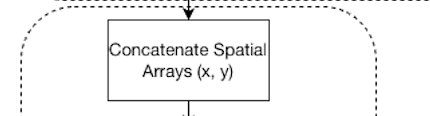 Concatenate Spatial
Arrays (x, y)